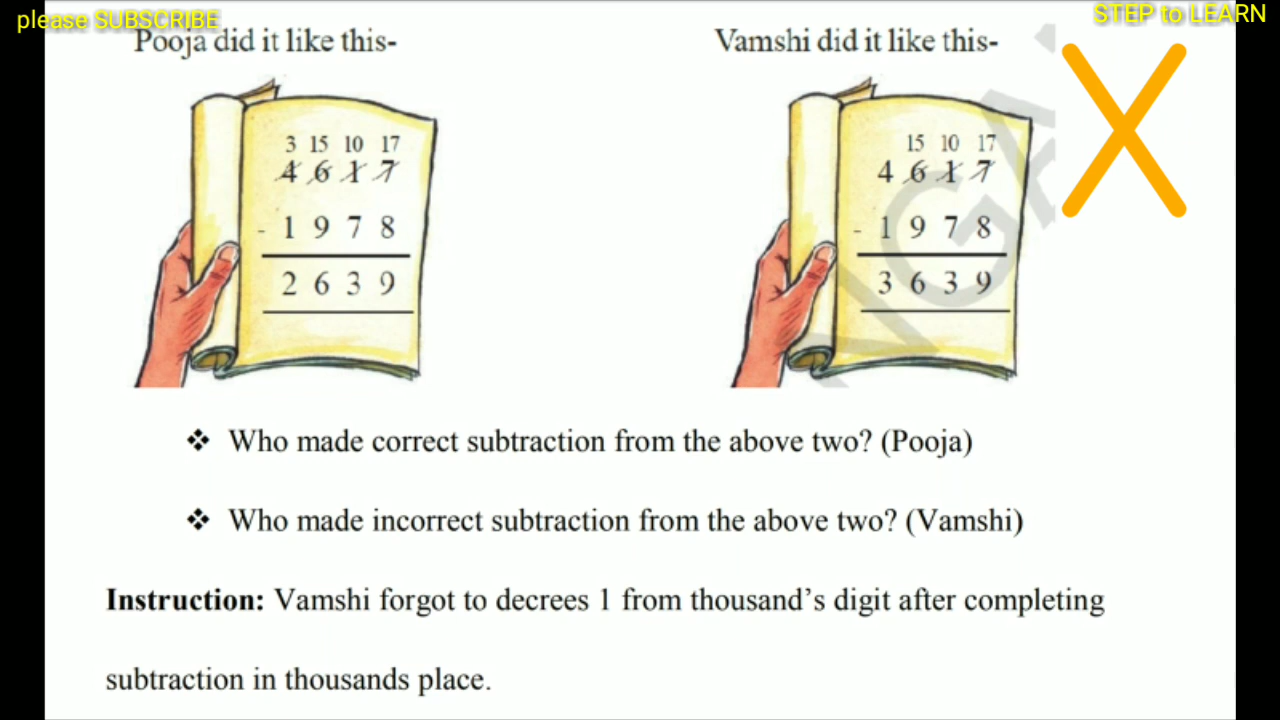 please SUBSCRIBE
STEP to LEARN
Pooja did it like this-
3 15 10 17
4 6 1 7
- 1 9 7 8
2 6 3 9
Vamshi did it like this-
15 10 17
4 6 1 7
- 1 9 7 8
3 6 3 9
❖ Who made correct subtraction from the above two? (Pooja)
❖ Who made incorrect subtraction from the above two? (Vamshi)
Instruction: Vamshi forgot to decrees 1 from thousand’s digit after completing
subtraction in thousands place.